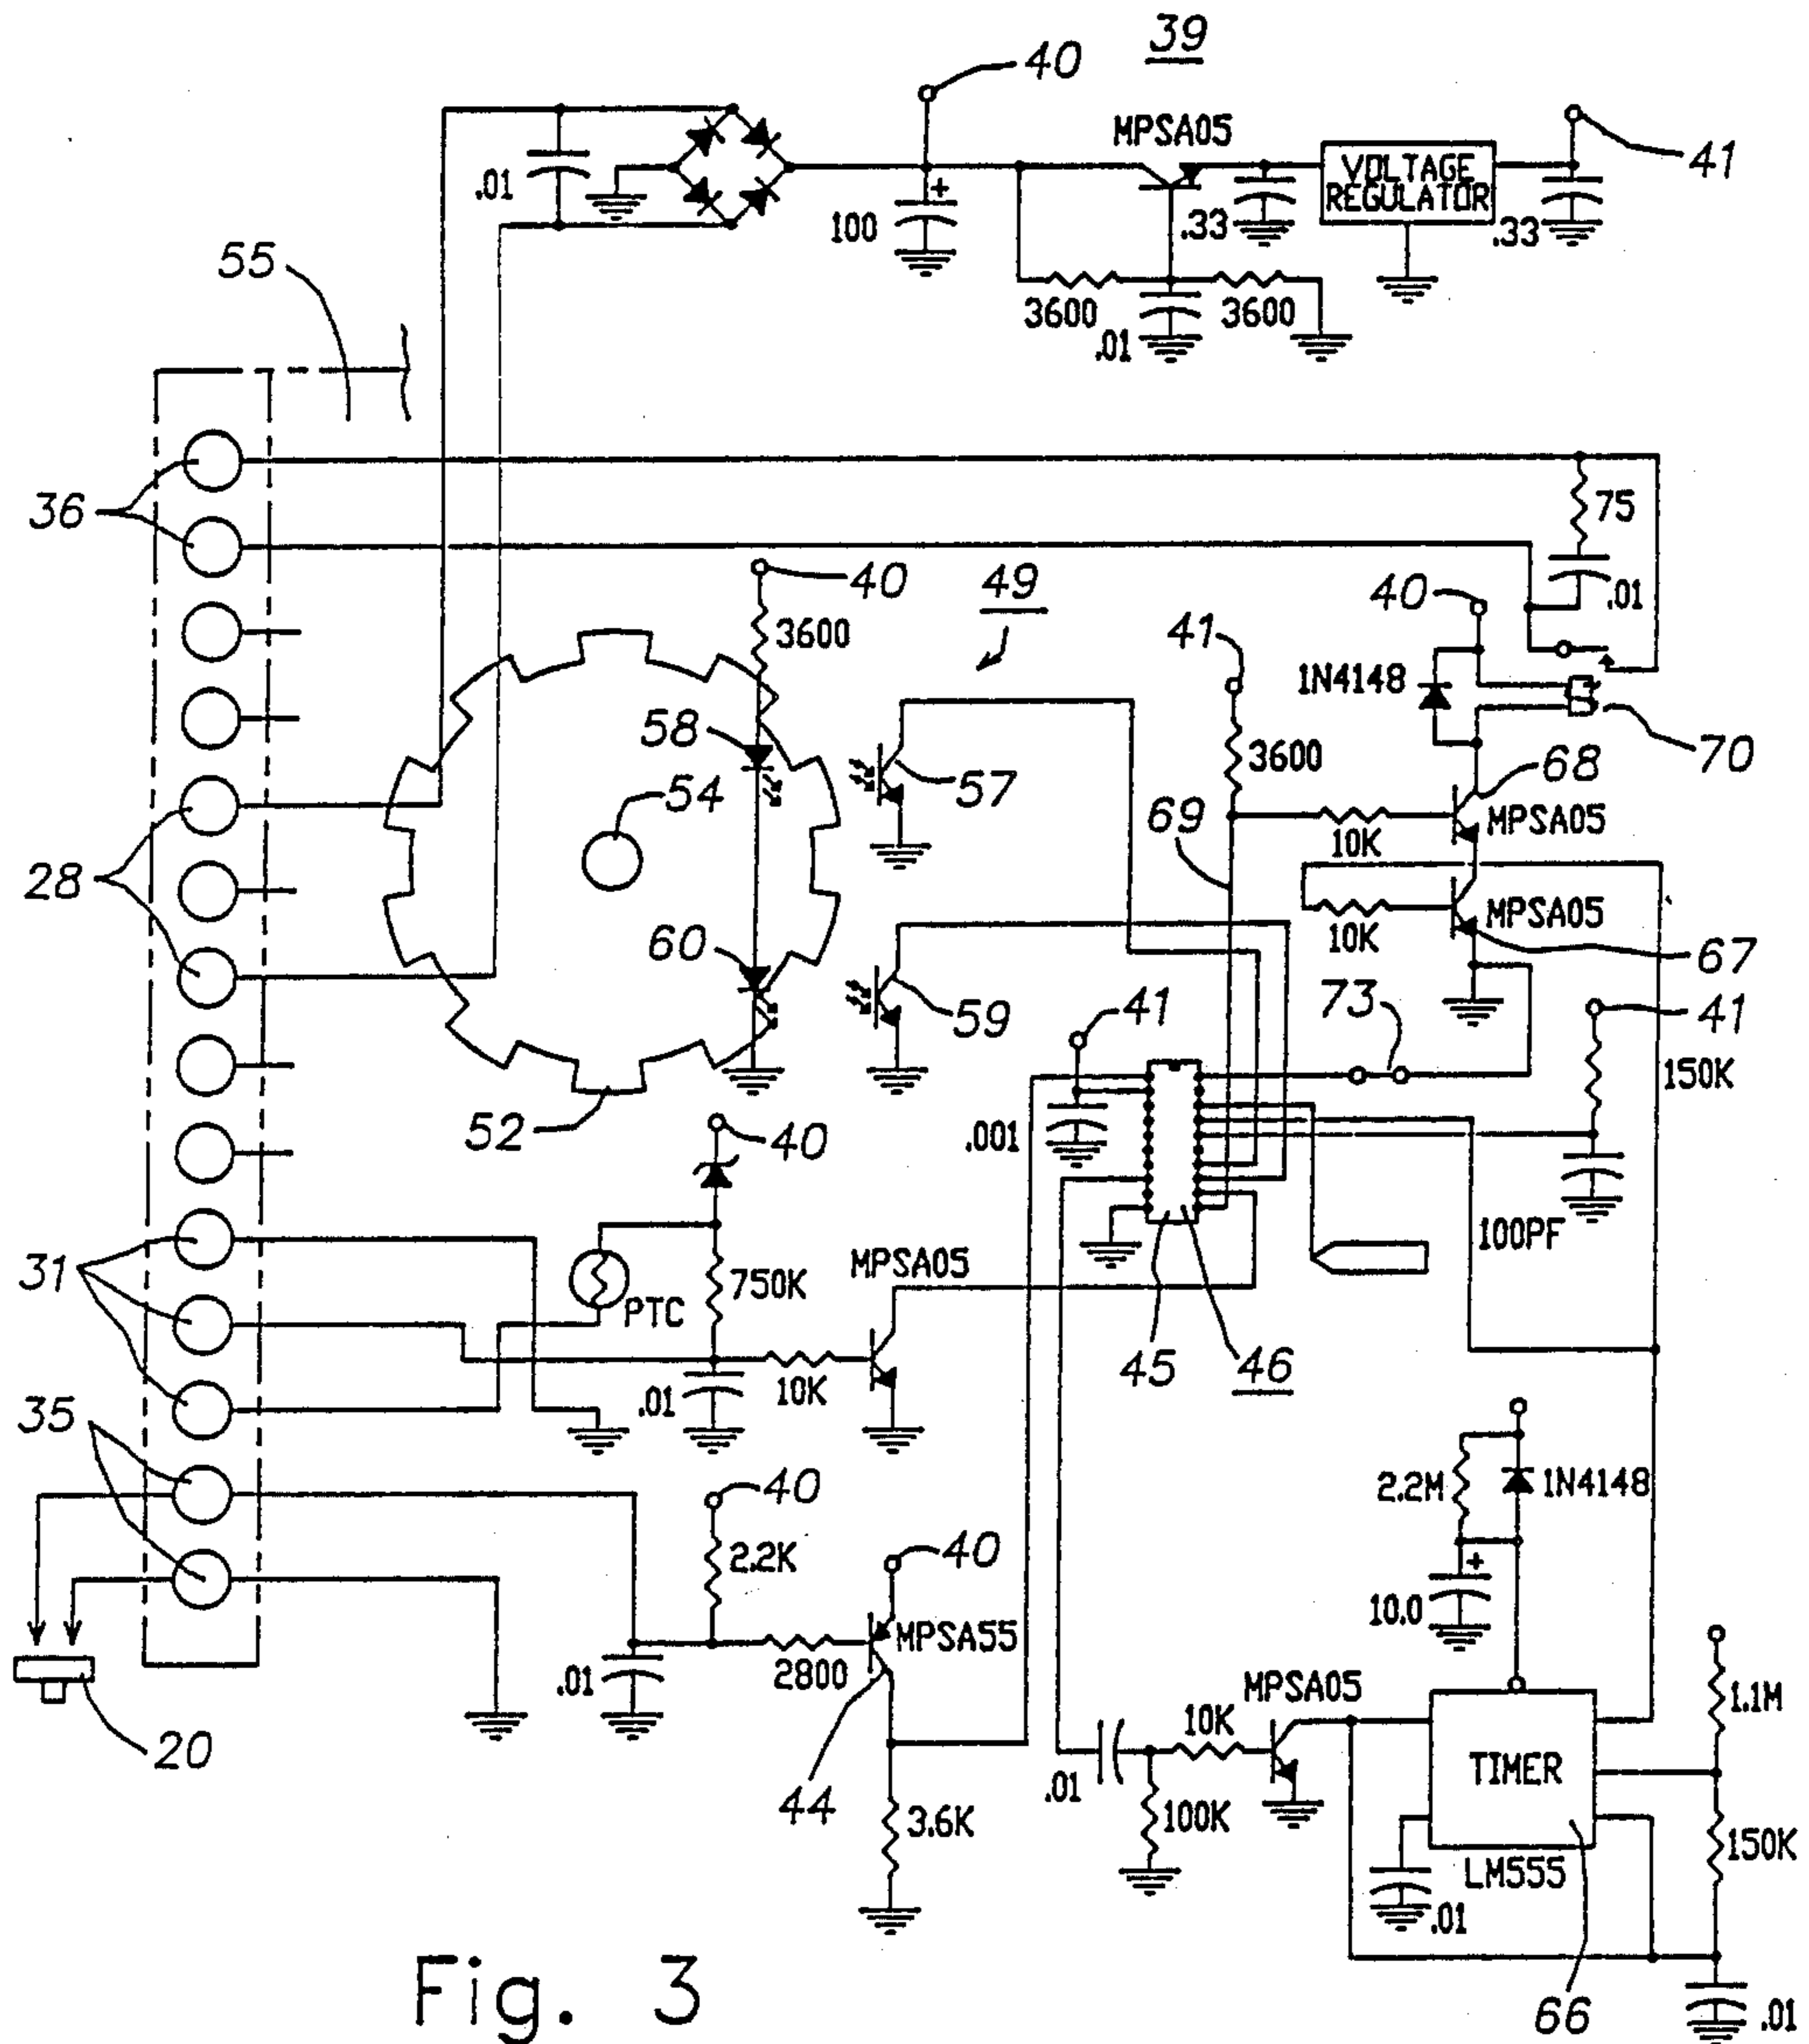 39
40
MPSA05
41
VOLTAGE
REGULATOR
.01
100
+
.33
.33
55
3600
.01
3600
36
75
40
49
40
.01
3600
41
1N4148
58
57
70
54
3600
68
69
MPSA05
10K
28
MPSA05
60
10K
67
59
73
41
41
150K
52
40
.001
100PF
31
MPSA05
750K
PTC
45
46
10K
.01
35
40
2.2M
1N4148
2.2K
40
+
10.0
MPSA55
.01
2800
MPSA05
1.1M
20
10K
TIMER
44
.01
3.6K
100K
150K
LM555
.01
Fig. 3
66
.01